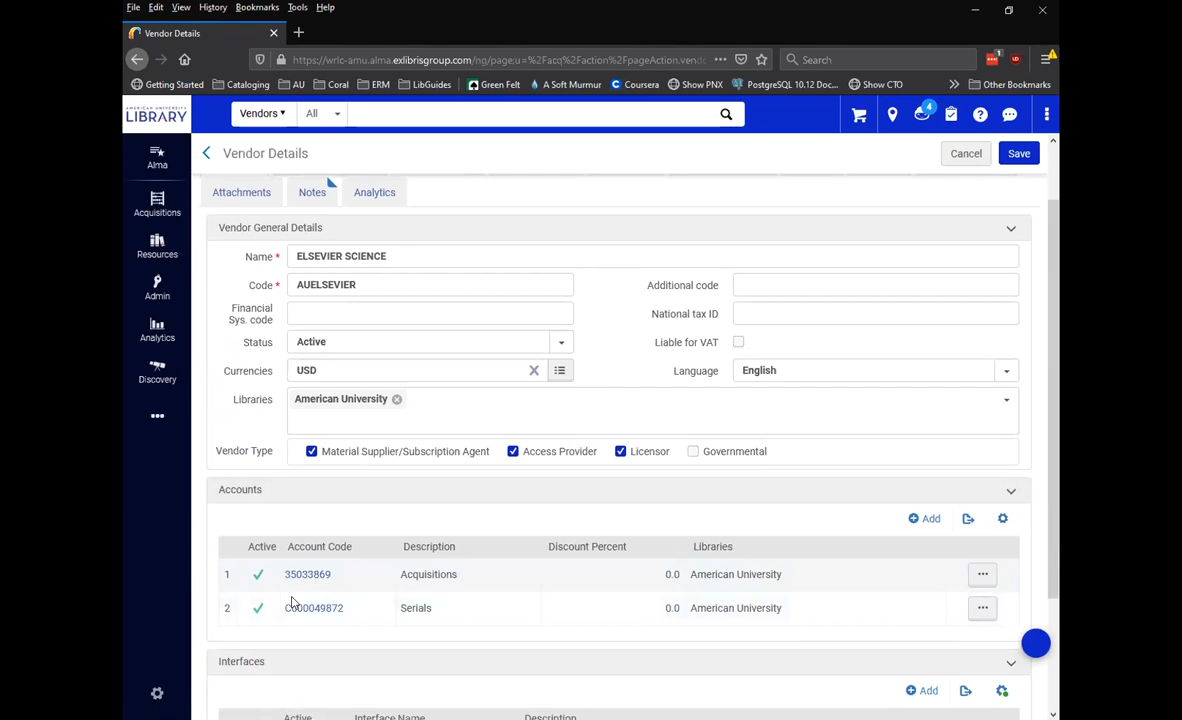 File Edit View History Bookmarks Tools Help
Vendor Details
https://wrlc-amu.alma.exlibrisgroup.com/ng/page;u=%2Facq%2Faction%2FpageAction.vend Search 1
Getting Started Cataloging AU Coral ERM LibGuides Green Felt A Soft Murmur Coursera Show PNX PostgreSQL 10.12 Doc... Show CTO Other Bookmarks
AMERICAN UNIVERSITY
LIBRARY
Vendors All 4
Vendor Details Cancel Save
Alma
Acquisitions
Resources
Admin
Analytics
Discovery
Attachments Notes Analytics
Vendor General Details
Name * ELSEVIER SCIENCE
Code * AUELSEVIER Additional code
Financial Sys. code National tax ID
Status Active Liable for VAT
Currencies USD Language English
Libraries American University
Vendor Type Material Supplier/Subscription Agent Access Provider Licensor Governmental
Accounts
Add
Active Account Code Description Discount Percent Libraries
1 35033869 Acquisitions 0.0 American University
2 C000049872 Serials 0.0 American University
Interfaces
Add
Active Interface Name Description